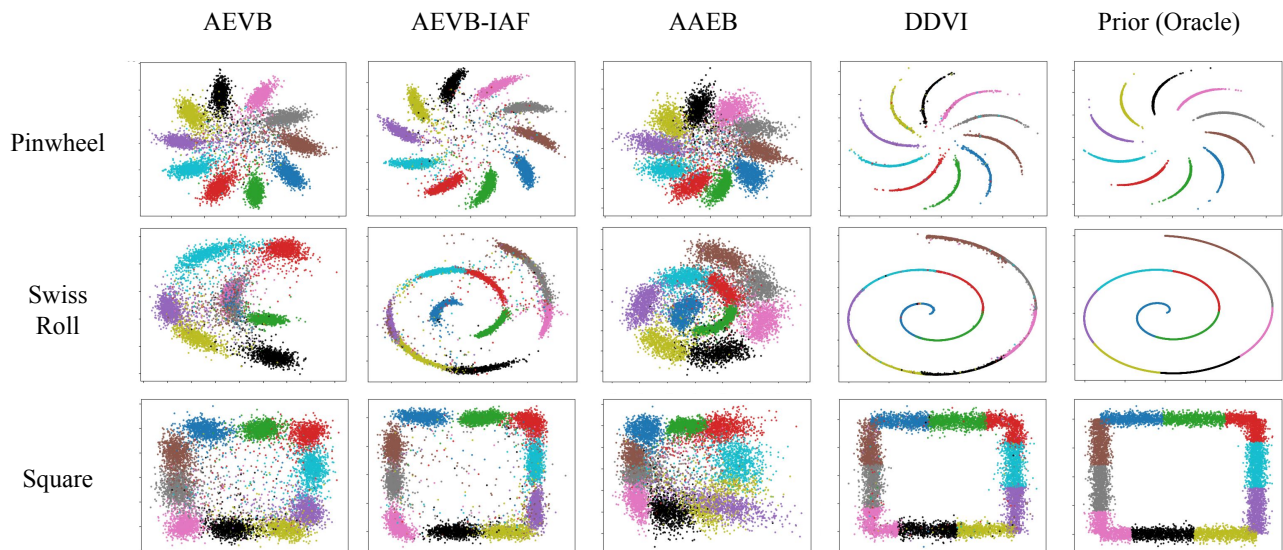 AEVB
AEVB-IAF
AAEB
DDVI
Prior (Oracle)
Pinwheel
Swiss
Roll
Square